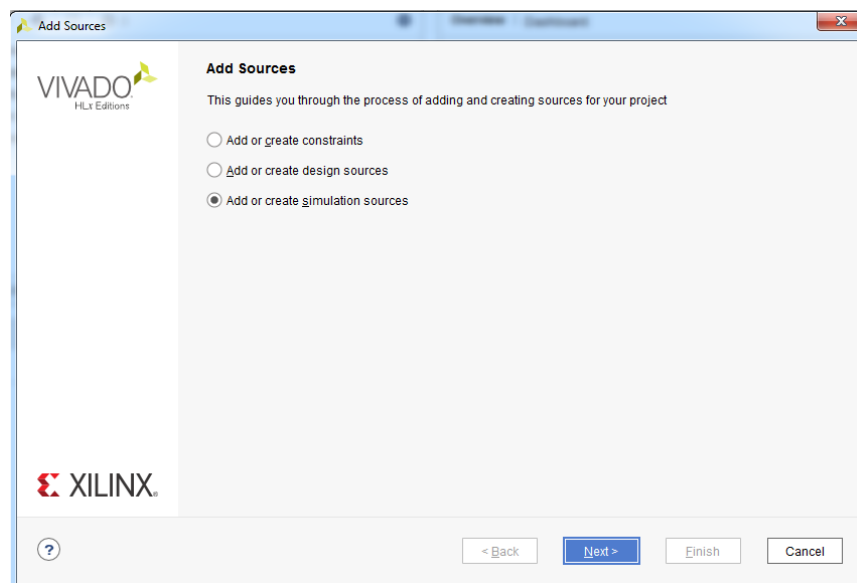 Add Sources
Overview Dashboard
VIVADO
HLx Editions
Add Sources
This guides you through the process of adding and creating sources for your project
Add or create constraints
Add or create design sources
Add or create simulation sources
XILINX
?
< Back
Next >
Finish
Cancel